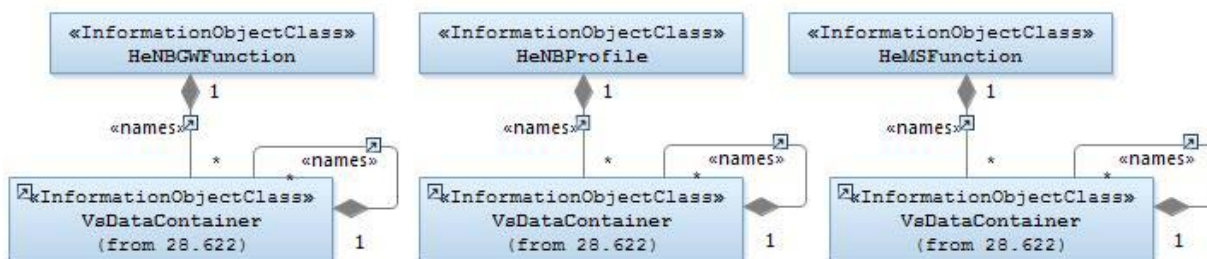 «InformationObjectClass»
HeNBGWFunction
«InformationObjectClass»
HeNBProfile
«InformationObjectClass»
HeMSFunction
1
1
1
«names»
«names»
«names»
*
«names»
*
«names»
*
«names»
*
*
*
«InformationObjectClass»
VsDataContainer
(from 28.622)
1
«InformationObjectClass»
VsDataContainer
(from 28.622)
1
«InformationObjectClass»
VsDataContainer
(from 28.622)
1